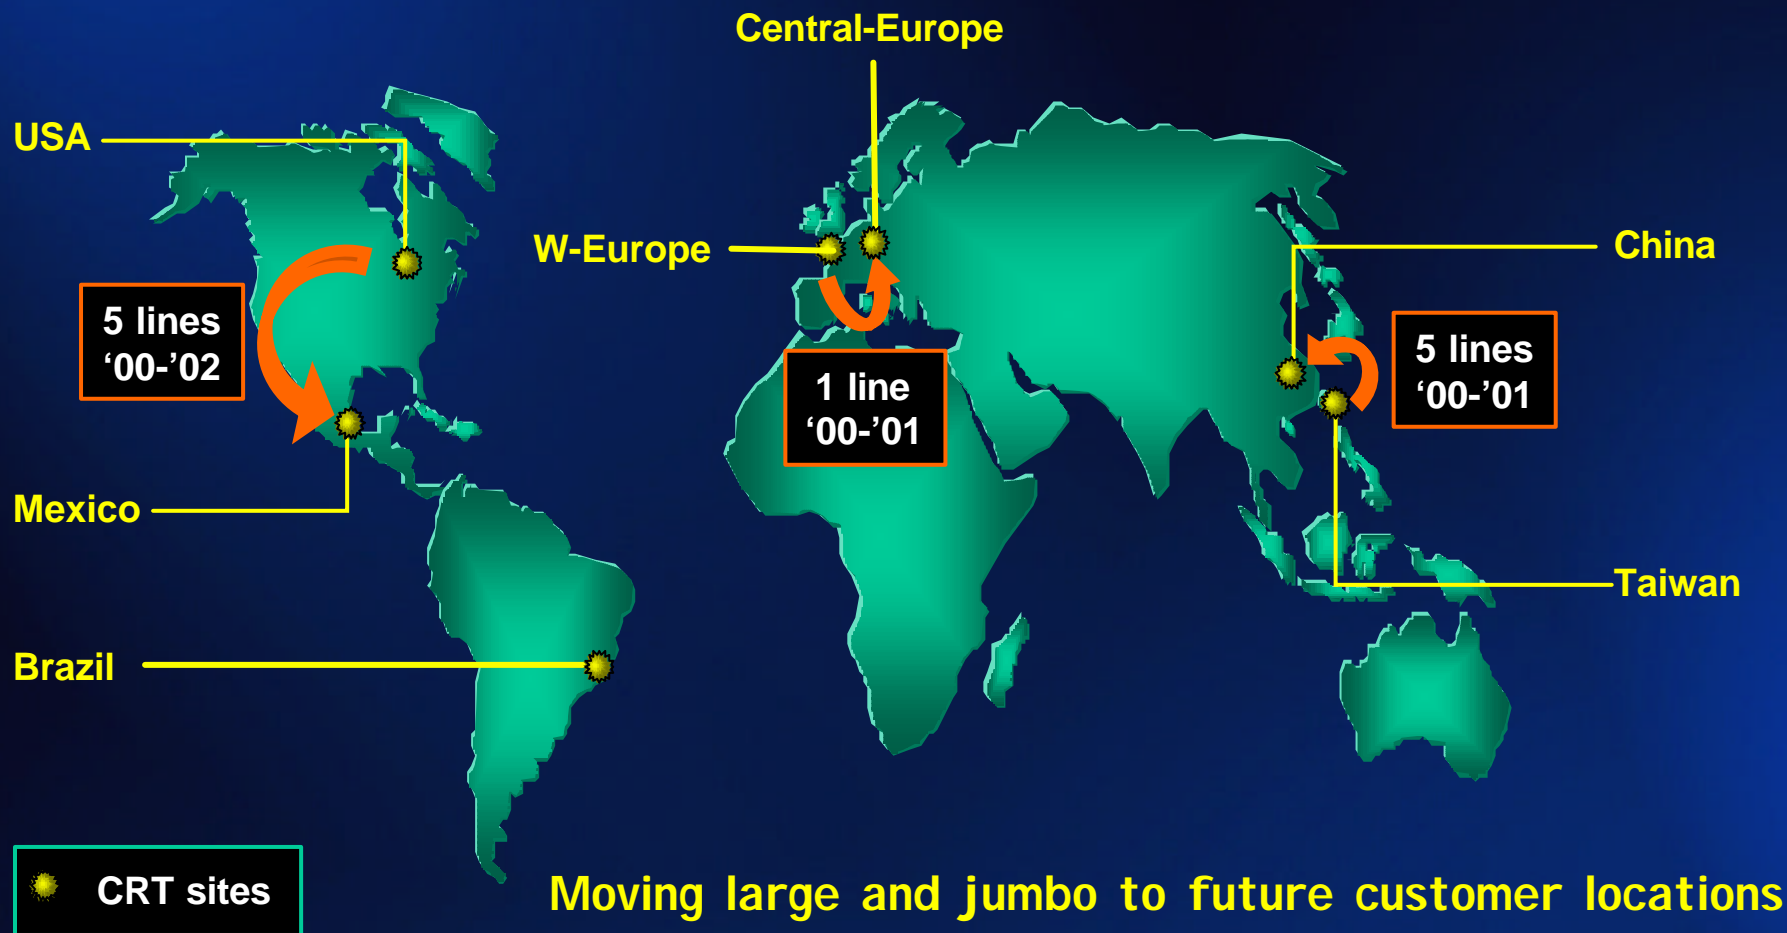 Central-Europe
USA
W-Europe
China
5 lines
‘00-’02
1 line
‘00-’01
5 lines
‘00-’01
Mexico
Taiwan
Brazil
CRT sites
Moving large and jumbo to future customer locations